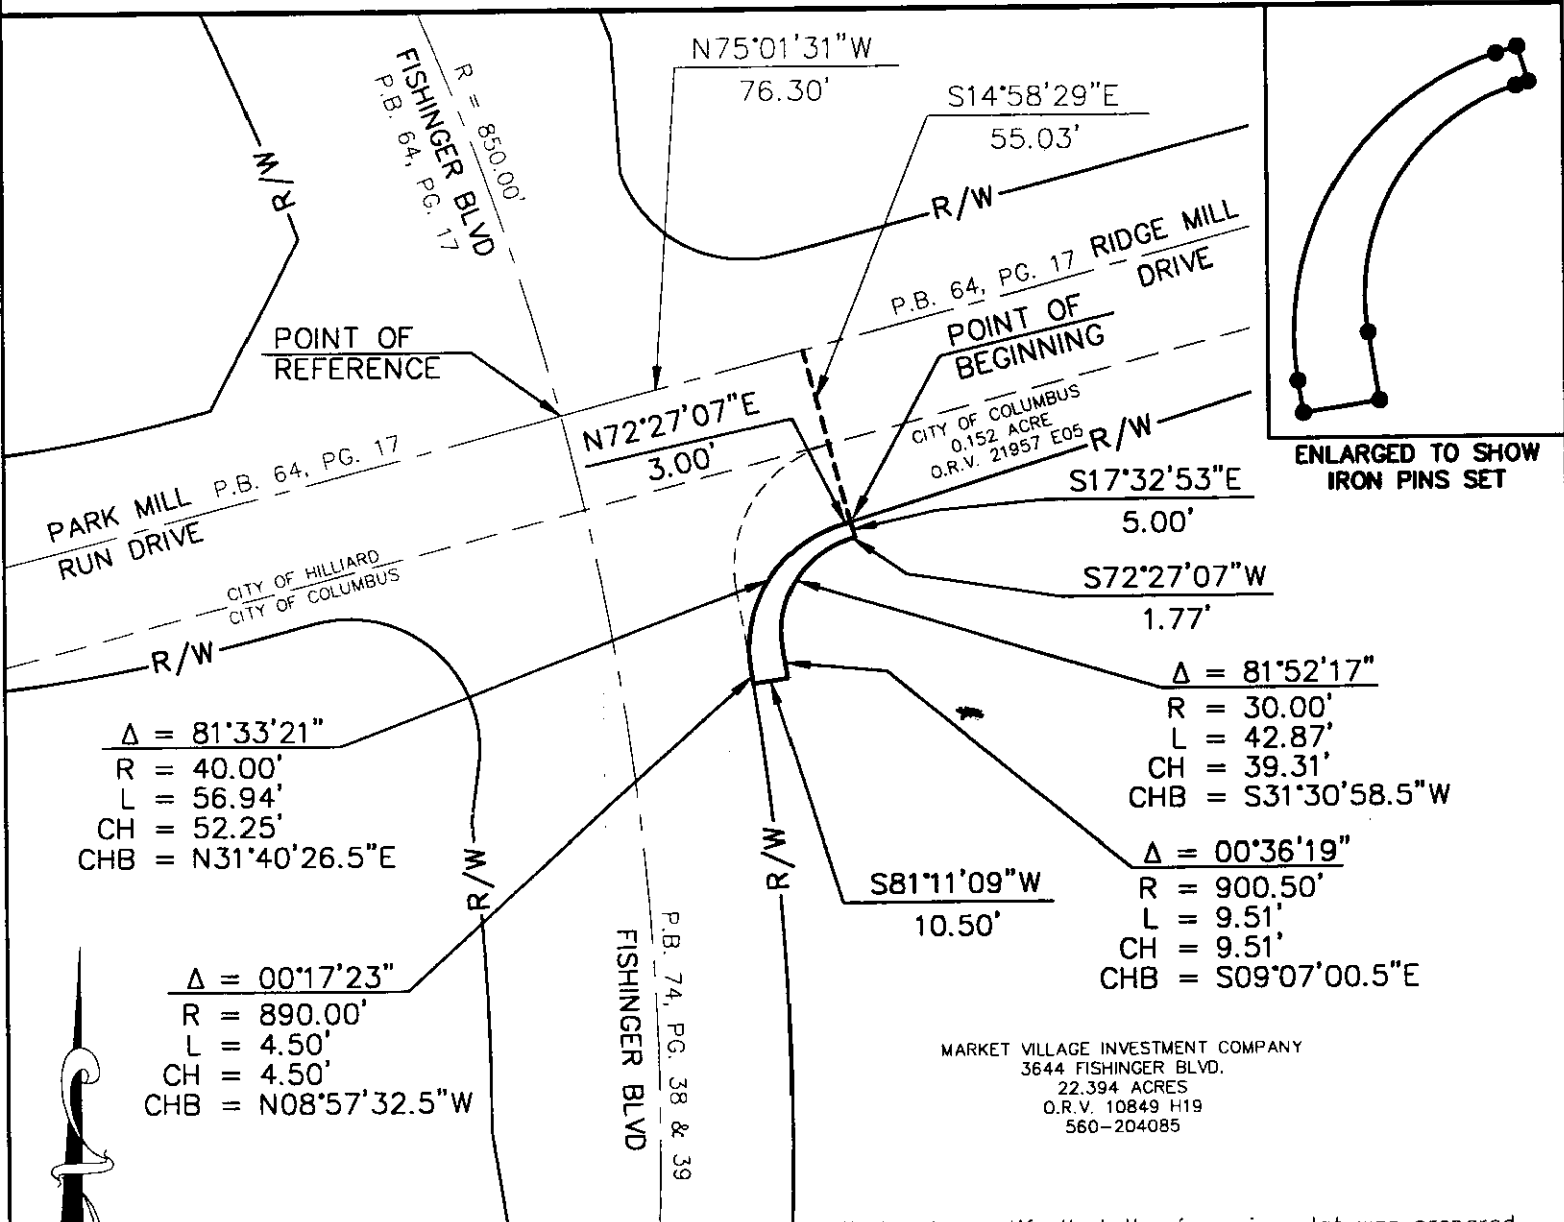 N75°01'31"W
76.30'
S14°58'29"E
55.03'
R = 850.00'
FISHINGER BLVD
P.B. 64, PG. 17
R/W
R/W
P.B. 64, PG. 17 RIDGE MILL
DRIVE
POINT OF
REFERENCE
POINT OF
BEGINNING
N72°27'07"E
3.00'
CITY OF COLUMBUS
0.152 ACRE
O.R.V. 21957 E05
R/W
ENLARGED TO SHOW
IRON PINS SET
PARK MILL P.B. 64, PG. 17
RUN DRIVE
S17°32'53"E
5.00'
CITY OF HILLIARD
CITY OF COLUMBUS
S72°27'07"W
1.77'
R/W
Δ = 81°33'21"
R = 40.00'
L = 56.94'
CH = 52.25'
CHB = N31°40'26.5"E
Δ = 81°52'17"
R = 30.00'
L = 42.87'
CH = 39.31'
CHB = S31°30'58.5"W
R/W
R/W
S81°11'09"W
10.50'
Δ = 00°36'19"
R = 900.50'
L = 9.51'
CH = 9.51'
CHB = S09°07'00.5"E
Δ = 00°17'23"
R = 890.00'
L = 4.50'
CH = 4.50'
CHB = N08°57'32.5"W
FISHINGER BLVD
P.B. 74, PG. 38 & 39
MARKET VILLAGE INVESTMENT COMPANY
3644 FISHINGER BLVD.
22.394 ACRES
O.R.V. 10849 H19
560-204085